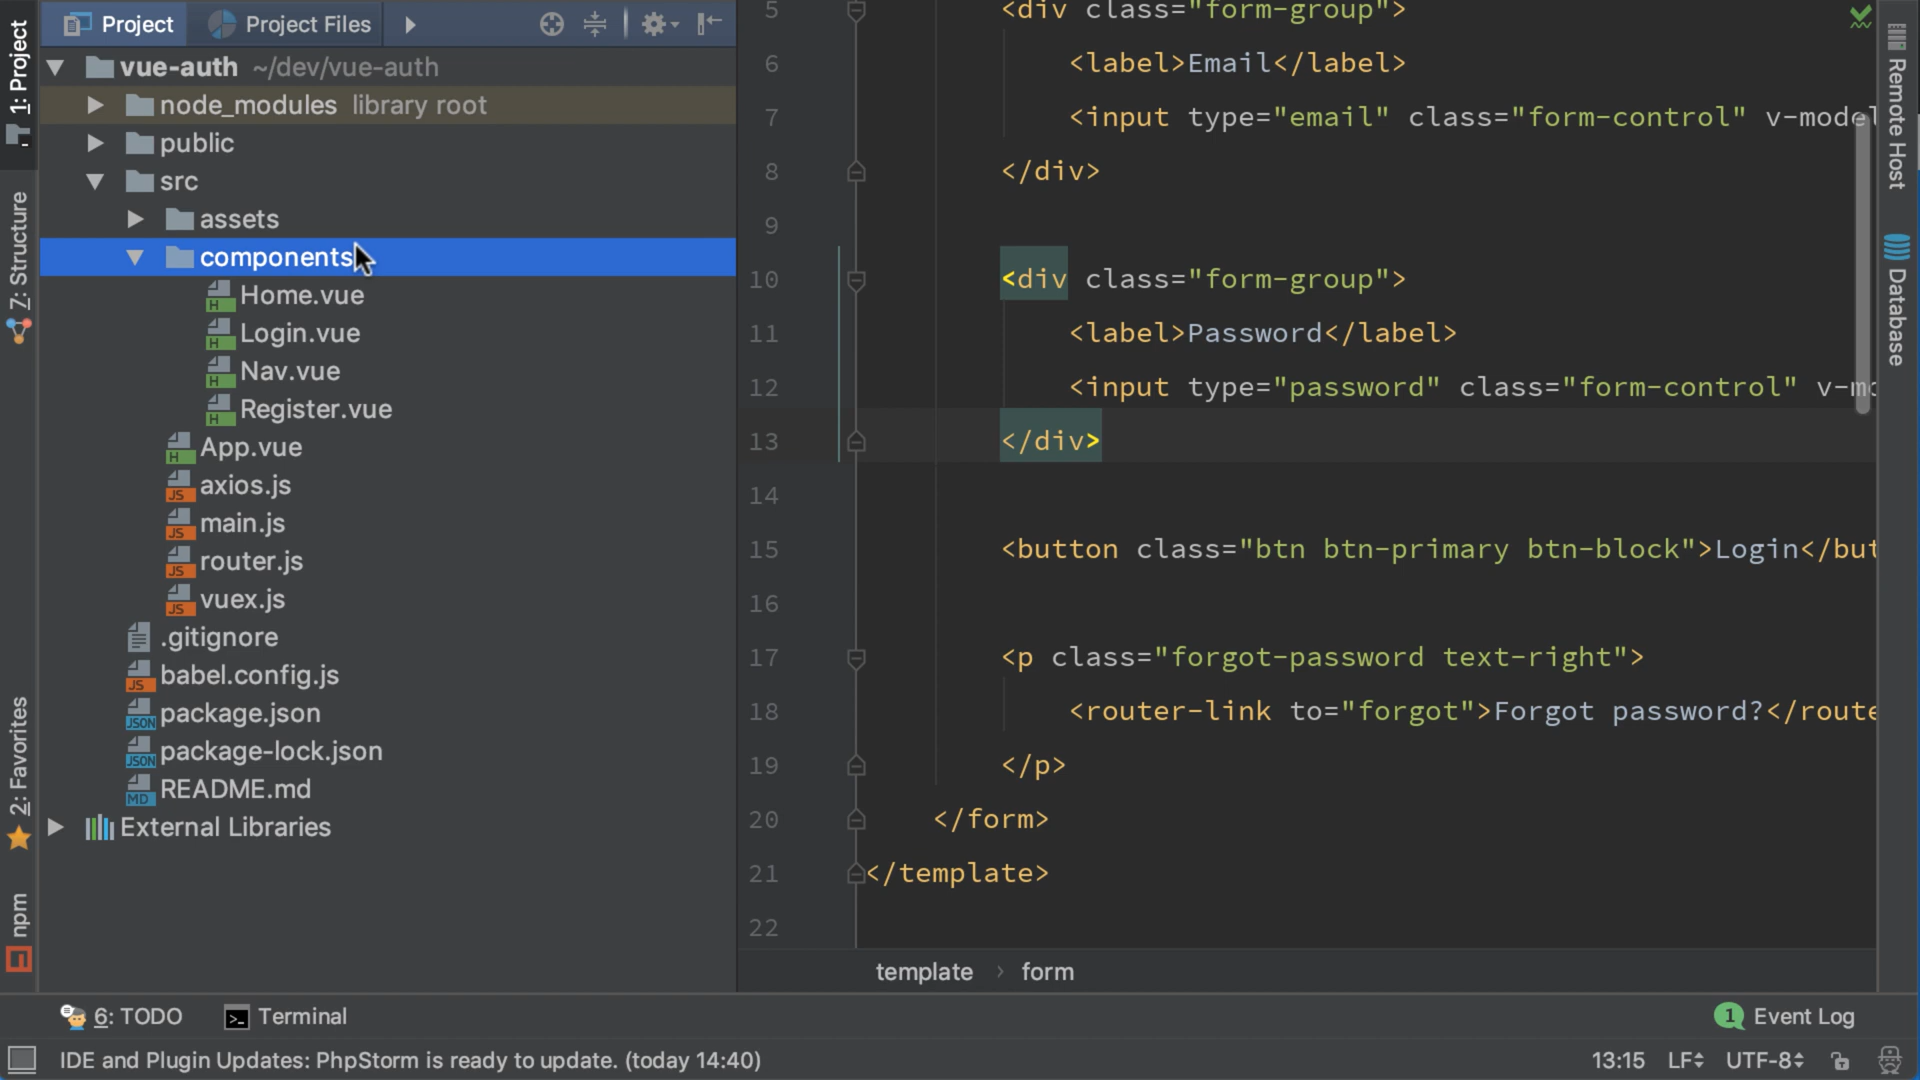 1: Project
Z: Structure
2: Favorites
npm
Project
Project Files
vue-auth ~/dev/vue-auth
node_modules library root
public
src
assets
components
Home.vue
Login.vue
Nav.vue
Register.vue
App.vue
axios.js
main.js
router.js
vuex.js
.gitignore
babel.config.js
package.json
package-lock.json
README.md
External Libraries
5 <div class="form-group">
6 <label>Email</label>
7 <input type="email" class="form-control" v-model
8 </div>
9
10 <div class="form-group">
11 <label>Password</label>
12 <input type="password" class="form-control" v-mo
13 </div>
14
15 <button class="btn btn-primary btn-block">Login</but
16
17 <p class="forgot-password text-right">
18 <router-link to="forgot">Forgot password?</route
19 </p>
20 </form>
21 </template>
22
template › form
Remote Host
Database
6: TODO
Terminal
1 Event Log
IDE and Plugin Updates: PhpStorm is ready to update. (today 14:40)
13:15 LF UTF-8